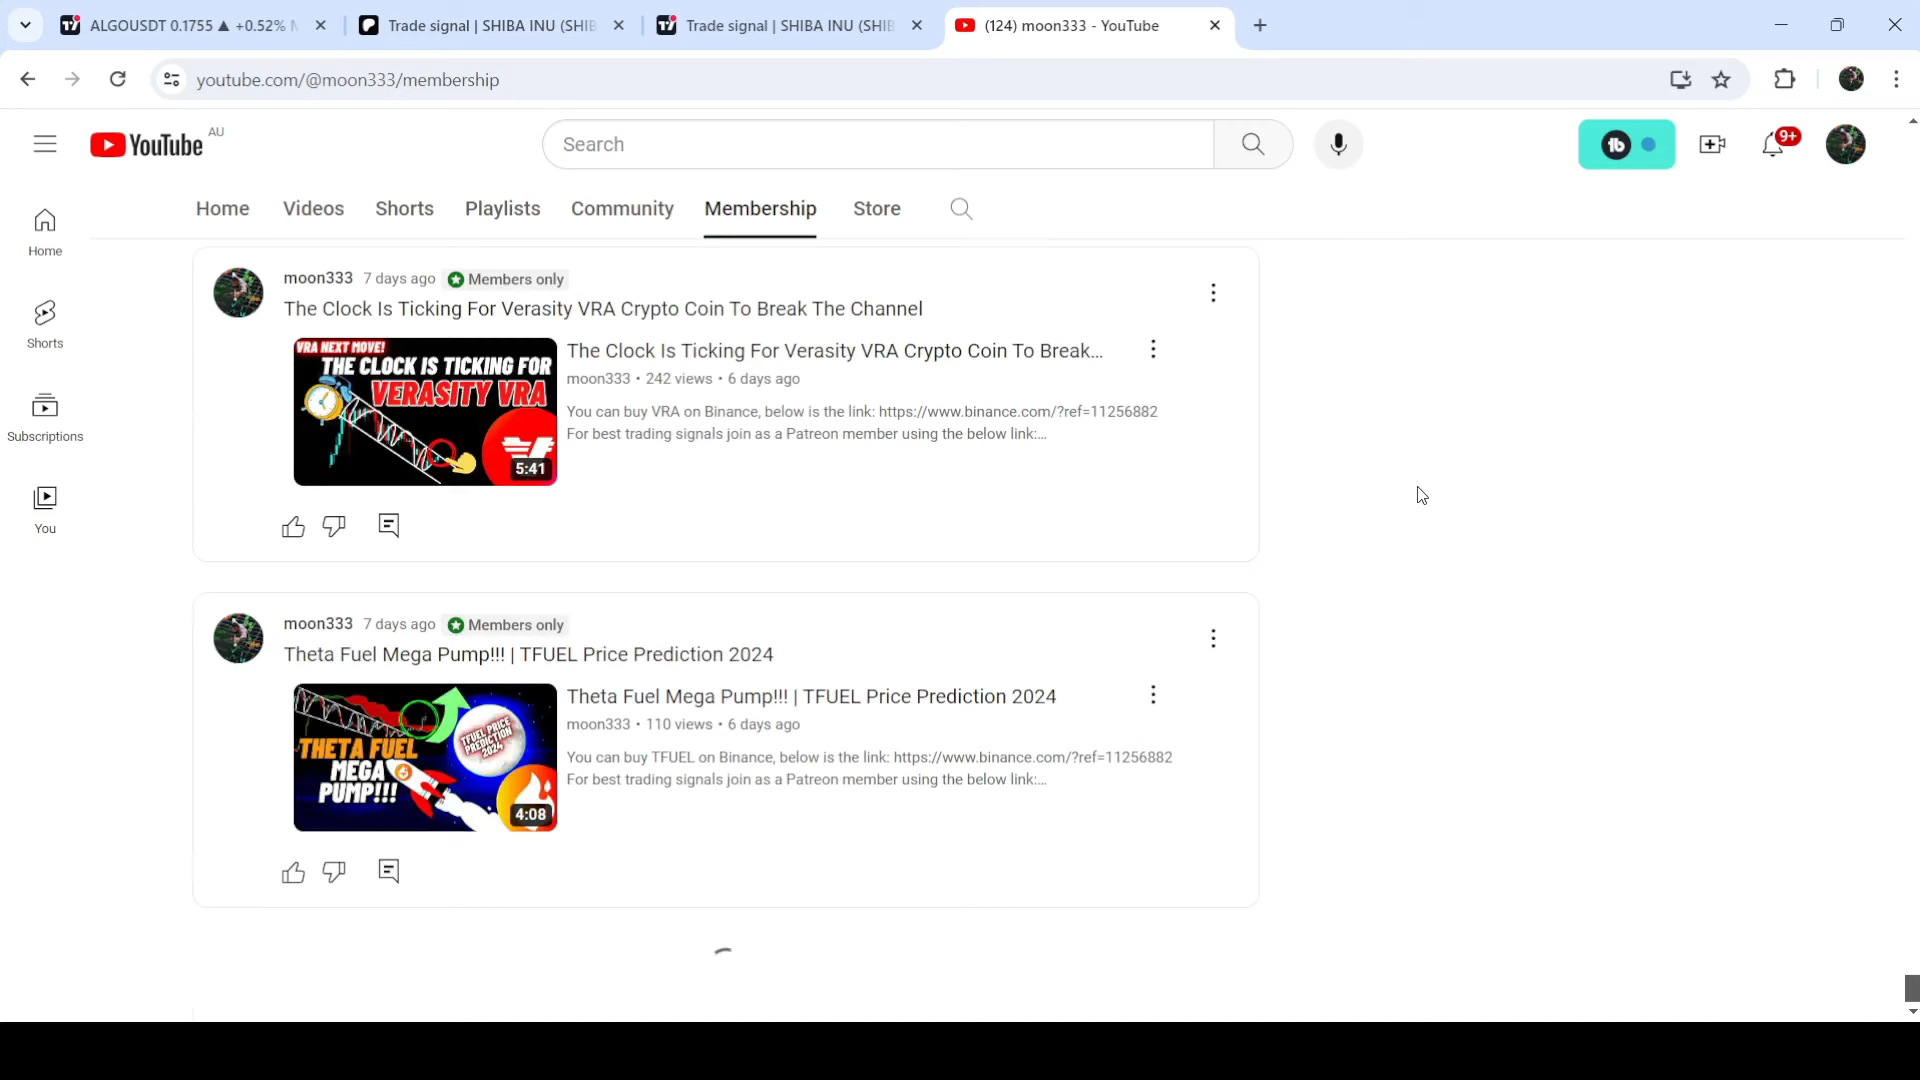 ALGOUSDT 0.1755 ▲ +0.52%
Trade signal | SHIBA INU (SHIB
Trade signal | SHIBA INU (SHIB
(124) moon333 - YouTube
youtube.com/@moon333/membership
YouTube AU
Search
9+
Home
Videos
Shorts
Playlists
Community
Membership
Store
Home
Shorts
Subscriptions
You
moon333 7 days ago Members only
The Clock Is Ticking For Verasity VRA Crypto Coin To Break The Channel
VRA NEXT MOVE!
THE CLOCK IS TICKING FOR
VERASITY VRA
5:41
The Clock Is Ticking For Verasity VRA Crypto Coin To Break...
moon333 • 242 views • 6 days ago
You can buy VRA on Binance, below is the link: https://www.binance.com/?ref=11256882
For best trading signals join as a Patreon member using the below link:...
moon333 7 days ago Members only
Theta Fuel Mega Pump!!! | TFUEL Price Prediction 2024
THETA FUEL
MEGA
PUMP!!!
TFUEL PRICE
PREDICTION
2024
4:08
Theta Fuel Mega Pump!!! | TFUEL Price Prediction 2024
moon333 • 110 views • 6 days ago
You can buy TFUEL on Binance, below is the link: https://www.binance.com/?ref=11256882
For best trading signals join as a Patreon member using the below link:...